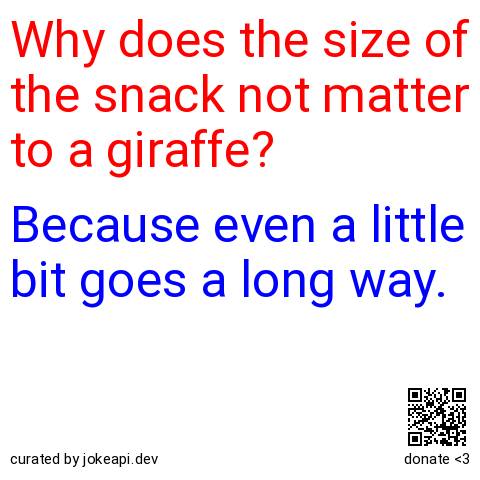 Why does the size of
the snack not matter
to a giraffe?
Because even a little
bit goes a long way.
curated by jokeapi.dev
donate <3